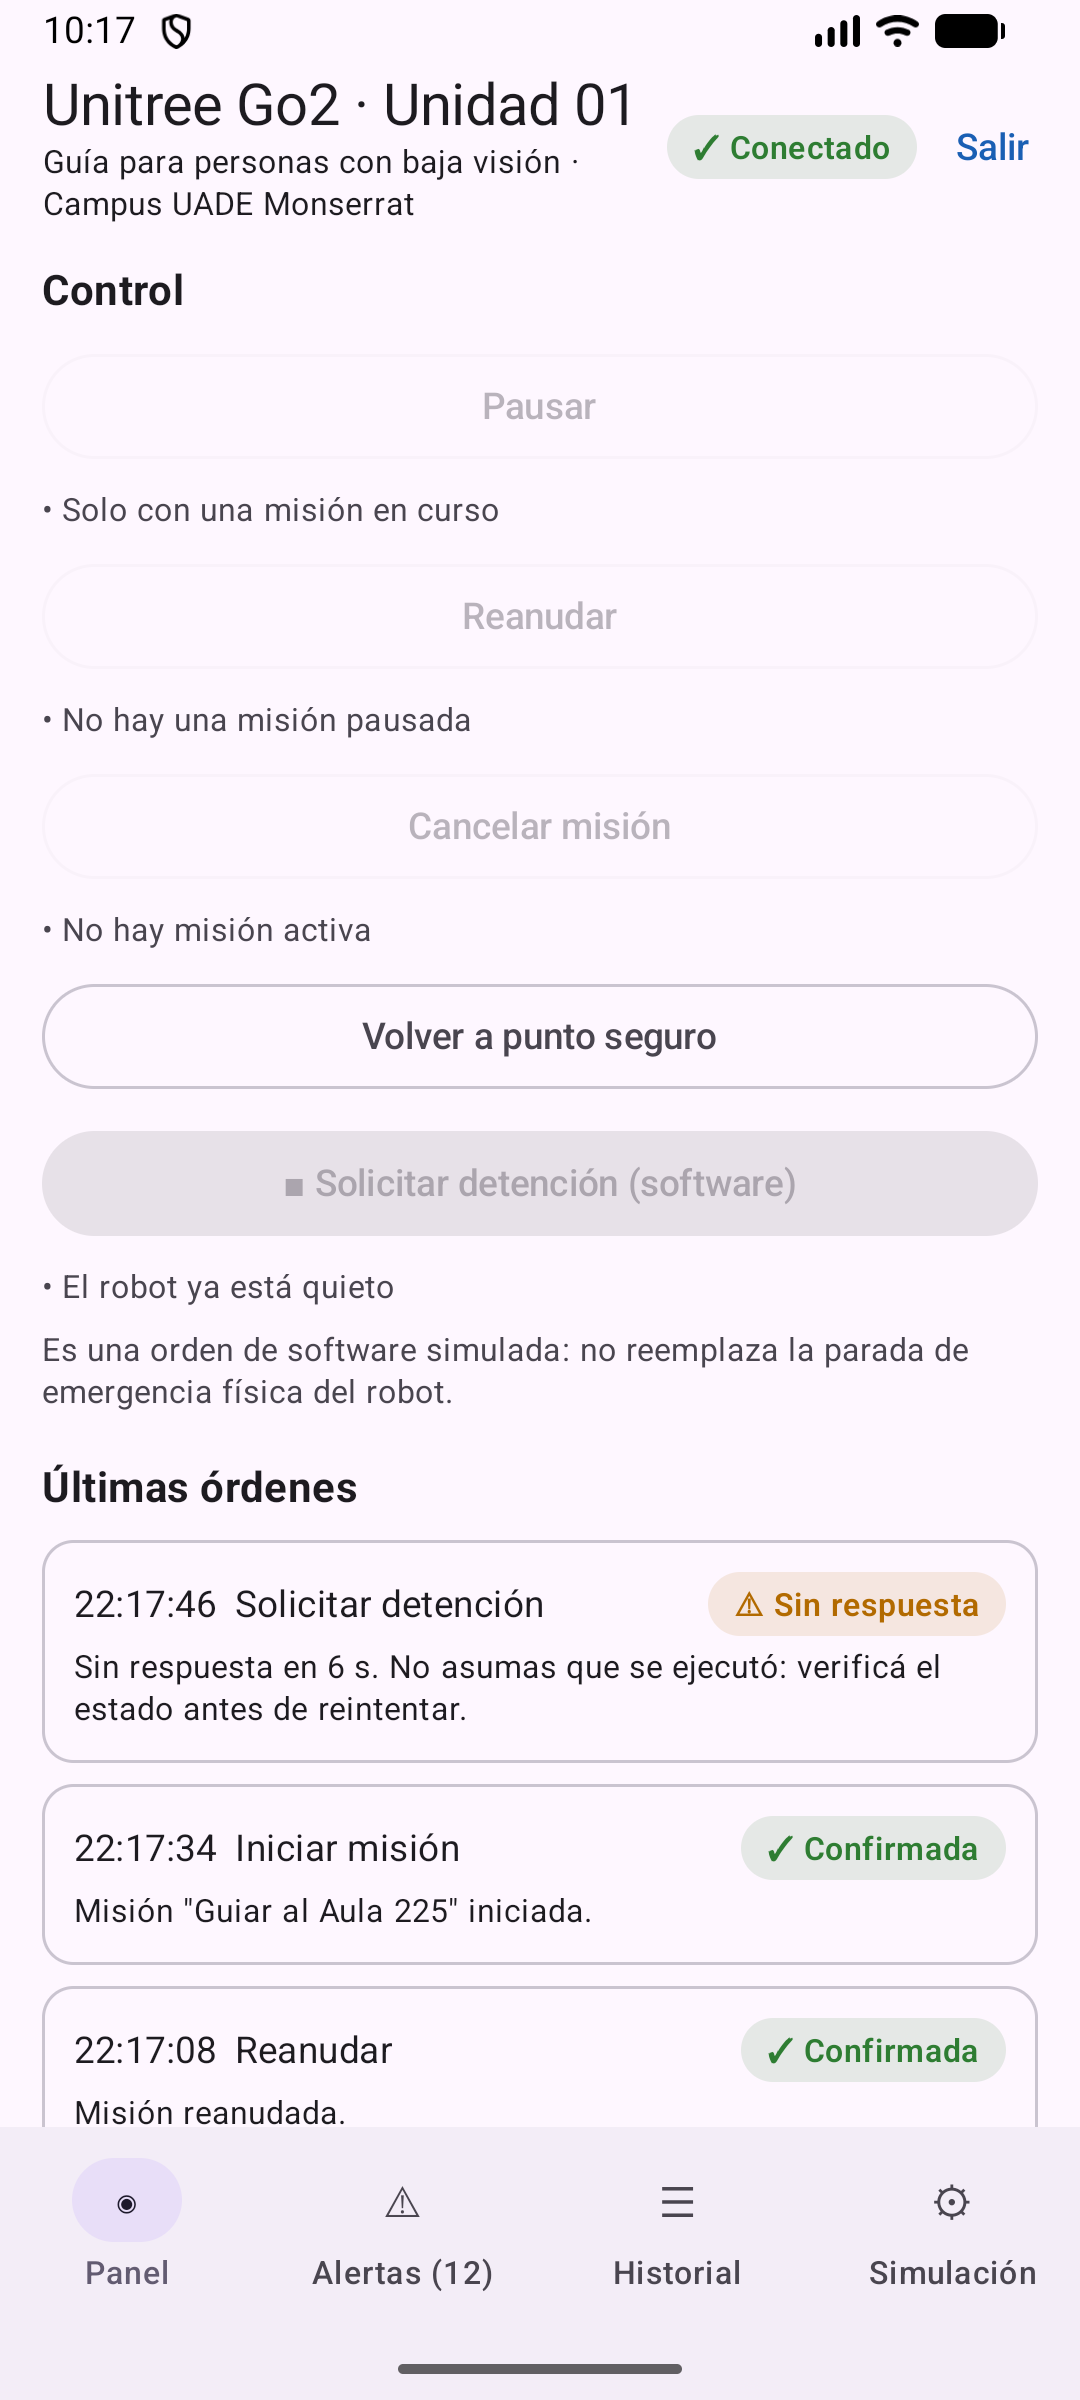 10:17
Unitree Go2 · Unidad 01
Guía para personas con baja visión ·
Campus UADE Monserrat
✓ Conectado
Salir
Control
Pausar
• Solo con una misión en curso
Reanudar
• No hay una misión pausada
Cancelar misión
• No hay misión activa
Volver a punto seguro
■ Solicitar detención (software)
• El robot ya está quieto
Es una orden de software simulada: no reemplaza la parada de
emergencia física del robot.
Últimas órdenes
22:17:46 Solicitar detención
⚠ Sin respuesta
Sin respuesta en 6 s. No asumas que se ejecutó: verificá el
estado antes de reintentar.
22:17:34 Iniciar misión
✓ Confirmada
Misión "Guiar al Aula 225" iniciada.
22:17:08 Reanudar
✓ Confirmada
Misión reanudada.
Panel
Alertas (12)
Historial
Simulación